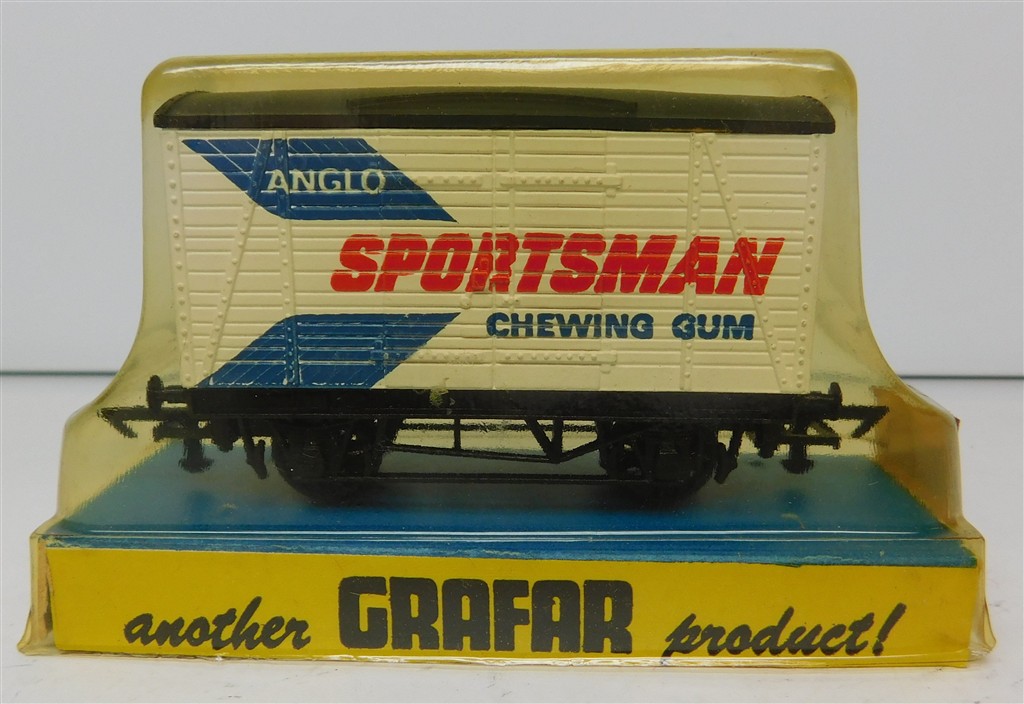 ANGLO
SPORTSMAN
CHEWING GUM
another GRAFAR product!